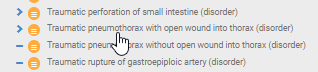 Traumatic perforation of small intestine (disorder)
Traumatic pneumothorax with open wound into thorax (disorder)
Traumatic pneumothorax without open wound into thorax (disorder)
Traumatic rupture of gastroepiploic artery (disorder)